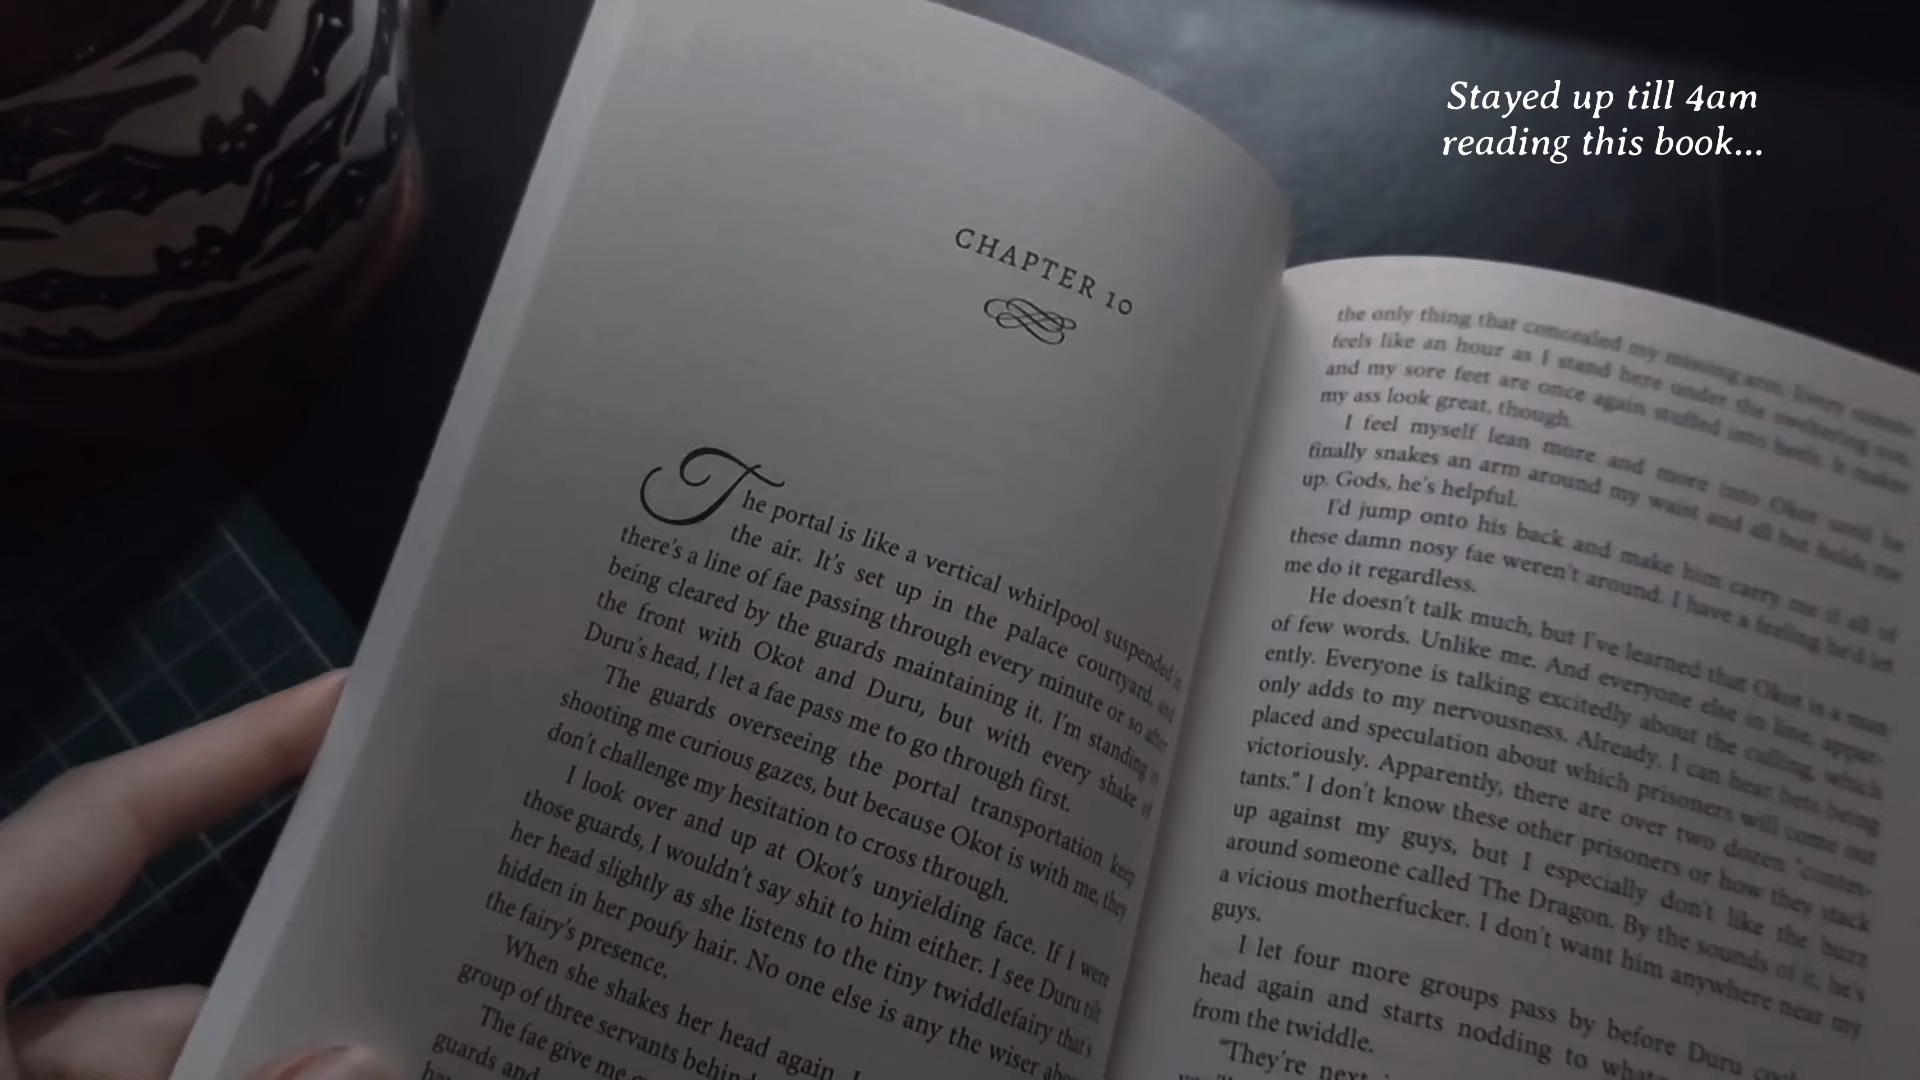 Stayed up till 4am
reading this book...
CHAPTER 10
The portal is like a vertical whirlpool suspended in
the air. It's set up in the palace courtyard, and
there's a line of fae passing through every minute or so after
being cleared by the guards maintaining it. I'm standing in
the front with Okot and Duru, but with every shake of
Duru's head, I let a fae pass me to go through first.
The guards overseeing the portal transportation keep
shooting me curious gazes, but because Okot is with me, they
don't challenge my hesitation to cross through.
I look over and up at Okot's unyielding face. If I were
those guards, I wouldn't say shit to him either. I see Duru tilt
her head slightly as she listens to the tiny twiddlefairy that's
hidden in her poufy hair. No one else is any the wiser
the fairy's presence.
When she shakes her head again,
group of three servants
The fae give me
guards and
the only thing that concealed my missing arm. Every minute
feels like an hour as I stand here under the sweltering sun,
and my sore feet are once again stuffed into heels. It makes
my ass look great, though.
I feel myself lean more and more into Okot until he
finally snakes an arm around my waist and all but holds me
up. Gods, he's helpful.
I'd jump onto his back and make him carry me if all of
these damn nosy fae weren't around. I have a feeling he'd let
me do it regardless.
He doesn't talk much, but I've learned that Okot is a man
of few words. Unlike me. And everyone else in line, appar-
ently. Everyone is talking excitedly about the culling, which
only adds to my nervousness. Already, I can hear bets being
placed and speculation about which prisoners will come out
victoriously. Apparently, there are over two dozen "contes-
tants." I don't know these other prisoners or how they stack
up against my guys, but I especially don't like the buzz
around someone called The Dragon. By the sounds of it, he's
a vicious motherfucker. I don't want him anywhere near my
guys.
I let four more groups pass by before Duru
head again and starts nodding to
from the twiddle.
"They're next